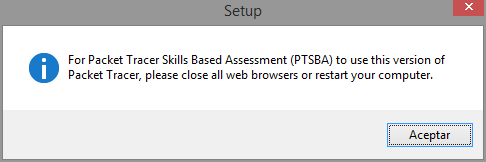 Setup
For Packet Tracer Skills Based Assessment (PTSBA) to use this version of
Packet Tracer, please close all web browsers or restart your computer.
Aceptar